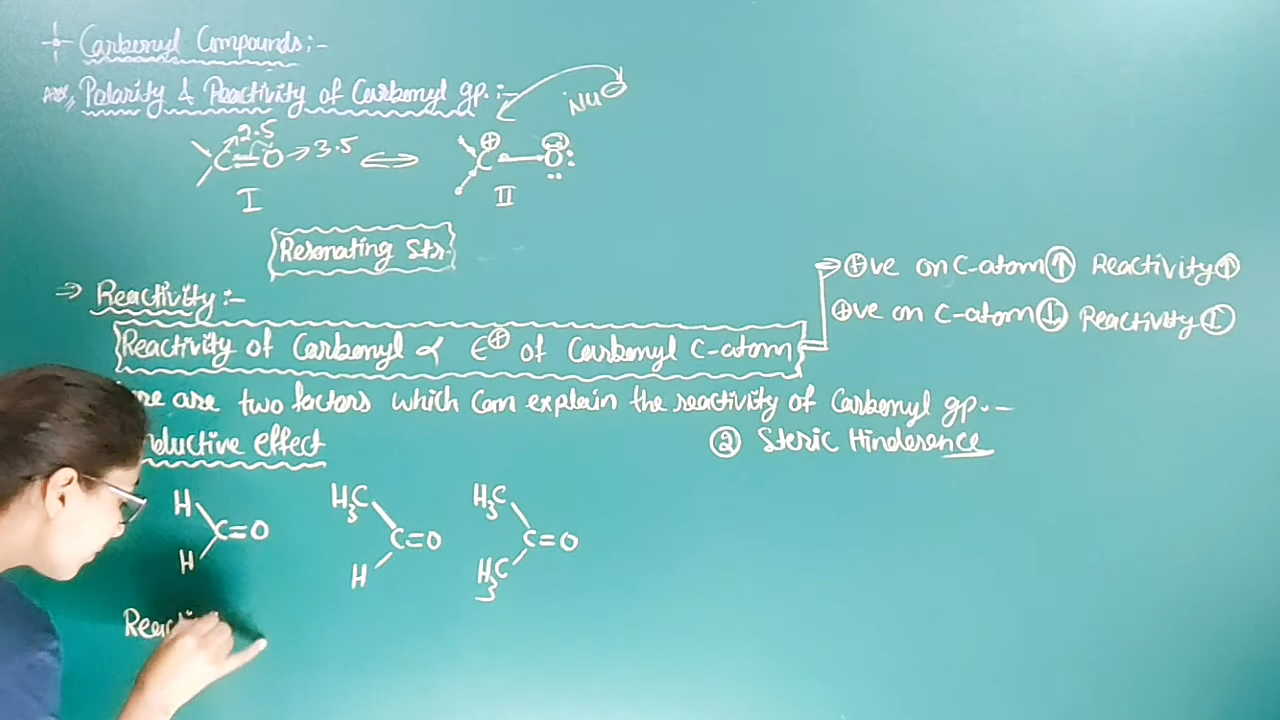 Carbonyl Compounds:-
Polarity & Reactivity of Carbonyl gp.:-
Nu⊖
2.5
C=O → 3.5 ⟷ C⊕ – O⊖
I
II
Resonating Str.
⇒ Reactivity:-
⊕ve on C-atom ↑ Reactivity ↑
⊕ve on C-atom ↓ Reactivity ↓
Reactivity of Carbonyl ∝ ϵ⊕ of Carbonyl C-atom
are two factors which can explain the reactivity of Carbonyl gp.-
effect
② Steric Hinderence
H H₃C H₃C
C=O C=O C=O
H H H₃C